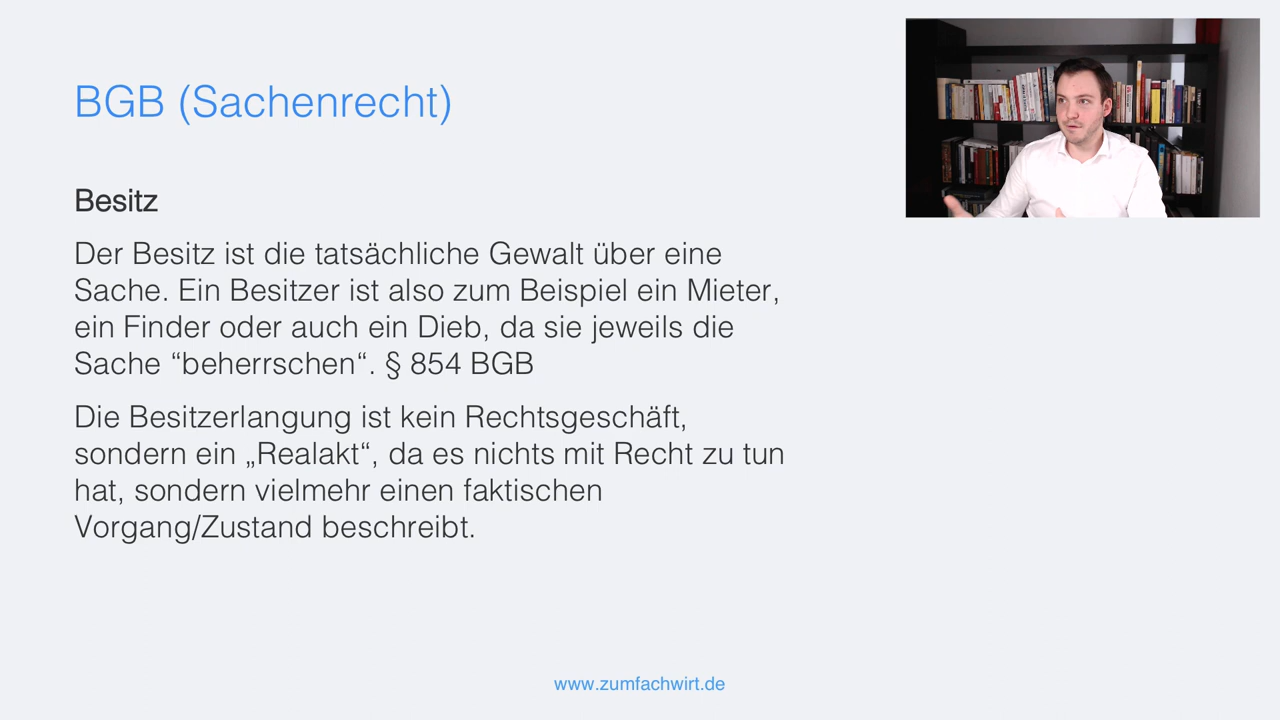 BGB (Sachenrecht)
Besitz
Der Besitz ist die tatsächliche Gewalt über eine
Sache. Ein Besitzer ist also zum Beispiel ein Mieter,
ein Finder oder auch ein Dieb, da sie jeweils die
Sache “beherrschen“. § 854 BGB
Die Besitzerlangung ist kein Rechtsgeschäft,
sondern ein „Realakt“, da es nichts mit Recht zu tun
hat, sondern vielmehr einen faktischen
Vorgang/Zustand beschreibt.
www.zumfachwirt.de